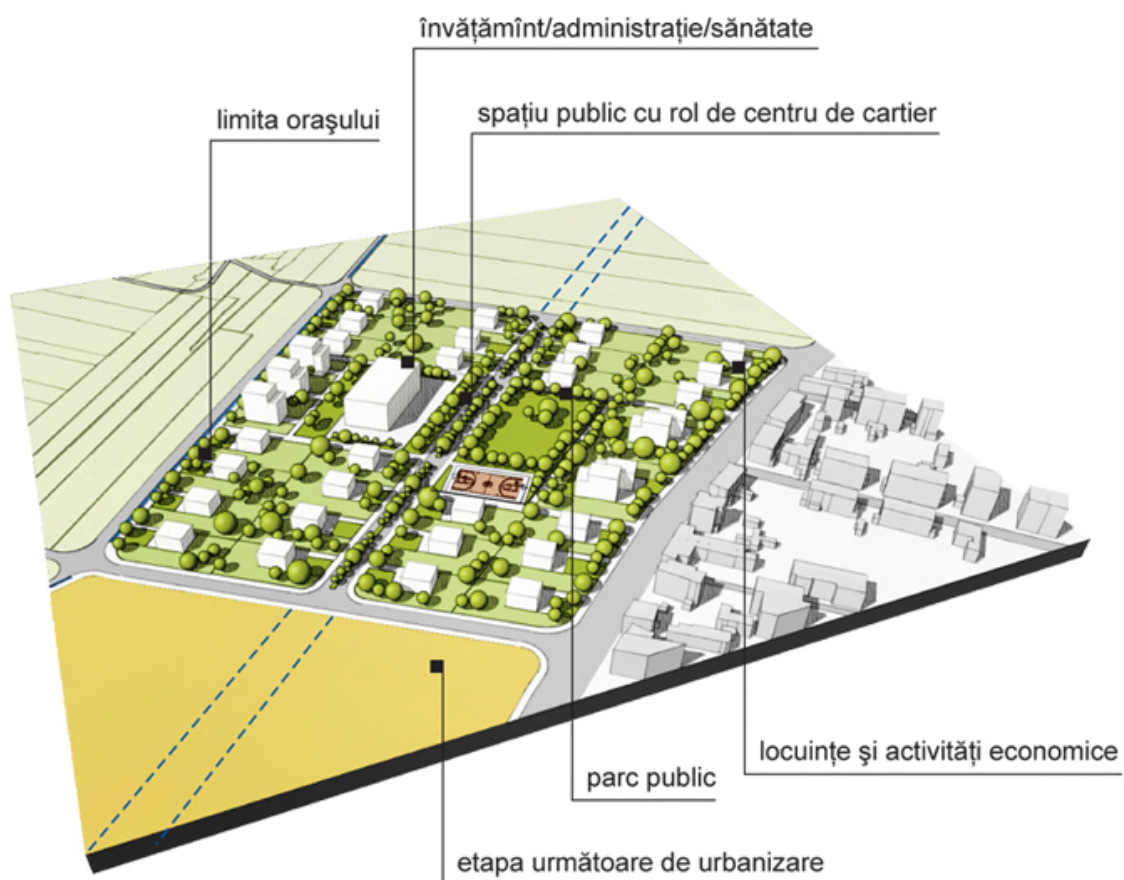 învățămînt/administrație/sănătate
spațiu public cu rol de centru de cartier
limita orașului
locuințe și activități economice
parc public
etapa următoare de urbanizare